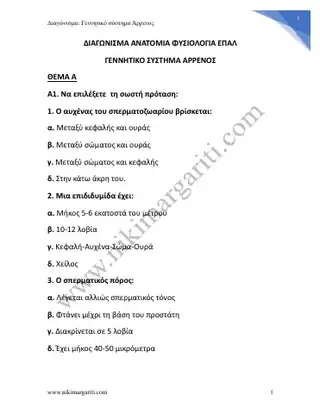 Διαγώνισμα: Γεννητικό σύστημα Άρρενος
1
ΔΙΑΓΩΝΙΣΜΑ ΑΝΑΤΟΜΙΑ ΦΥΣΙΟΛΟΓΙΑ ΕΠΑΛ
ΓΕΝΝΗΤΙΚΟ ΣΥΣΤΗΜΑ ΑΡΡΕΝΟΣ
ΘΕΜΑ Α
Α1. Να επιλέξετε τη σωστή πρόταση:
1. Ο αυχένας του σπερματοζωαρίου βρίσκεται:
α. Μεταξύ κεφαλής και ουράς
β. Μεταξύ σώματος και ουράς
γ. Μεταξύ σώματος και κεφαλής
δ. Στην κάτω άκρη του.
2. Μια επιδιδυμίδα έχει:
α. Μήκος 5-6 εκατοστά του μέτρου
β. 10-12 λοβία
γ. Κεφαλή-Αυχένα-Σώμα-Ουρά
δ. Χείλος
3. Ο σπερματικός πόρος:
α. Λέγεται αλλιώς σπερματικός τόνος
β. Φτάνει μέχρι τη βάση του προστάτη
γ. Διακρίνεται σε 5 λοβία
δ. Έχει μήκος 40-50 μικρόμετρα
www.nikimargariti.com
www.nikimargariti.com
1